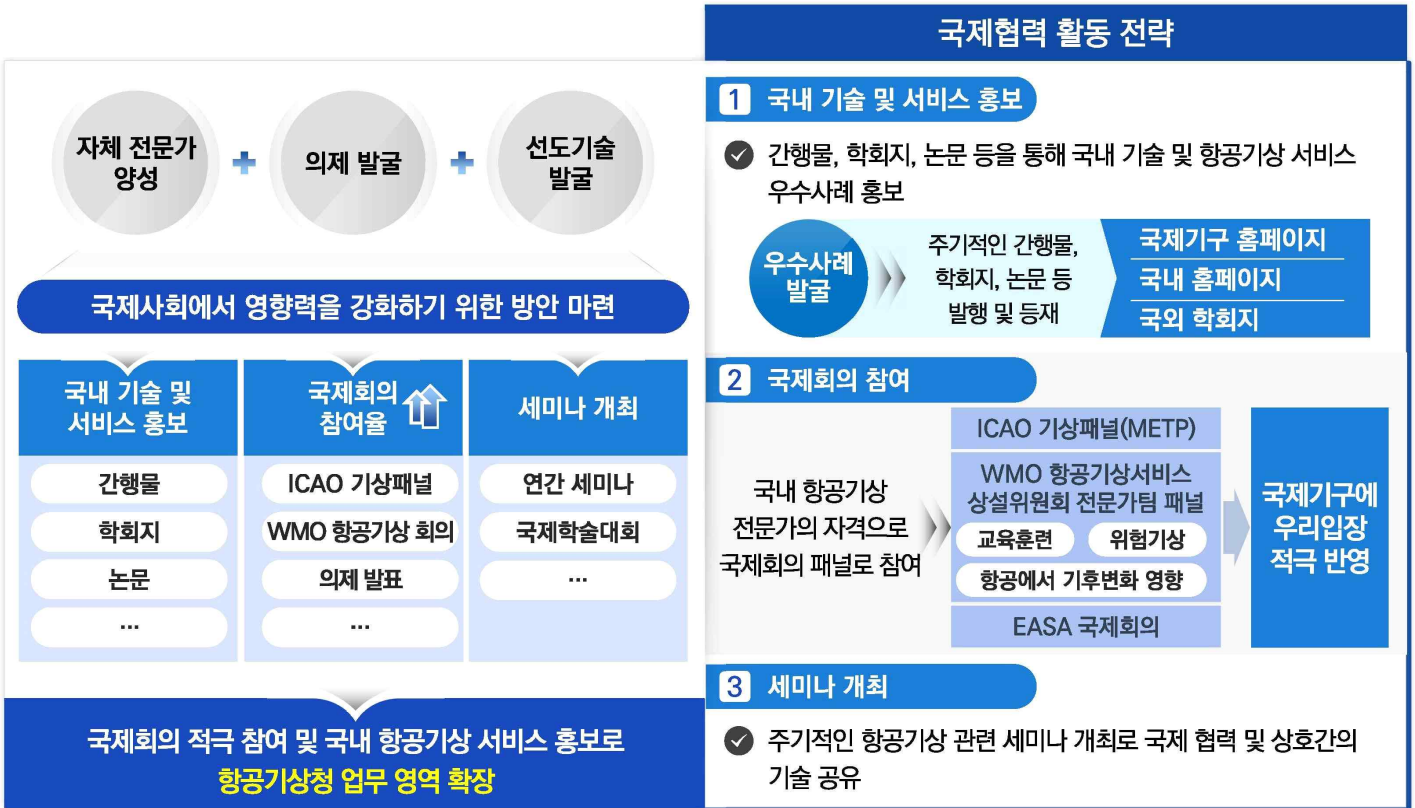 자체 전문가
양성
+
의제 발굴
+
선도기술
발굴
국제사회에서 영향력을 강화하기 위한 방안 마련
국내 기술 및
서비스 홍보
간행물
학회지
논문
...
국제회의
참여율
ICAO 기상패널
WMO 항공기상 회의
의제 발표
...
세미나 개최
연간 세미나
국제학술대회
...
국제회의 적극 참여 및 국내 항공기상 서비스 홍보로
항공기상청 업무 영역 확장
국제협력 활동 전략
1 국내 기술 및 서비스 홍보
간행물, 학회지, 논문 등을 통해 국내 기술 및 항공기상 서비스
우수사례 홍보
우수사례
발굴
주기적인 간행물,
학회지, 논문 등
발행 및 등재
국제기구 홈페이지
국내 홈페이지
국외 학회지
2 국제회의 참여
국내 항공기상
전문가의 자격으로
국제회의 패널로 참여
ICAO 기상패널(METP)
WMO 항공기상서비스
상설위원회 전문가팀 패널
교육훈련 위험기상
항공에서 기후변화 영향
EASA 국제회의
국제기구에
우리입장
적극 반영
3 세미나 개최
주기적인 항공기상 관련 세미나 개최로 국제 협력 및 상호간의
기술 공유